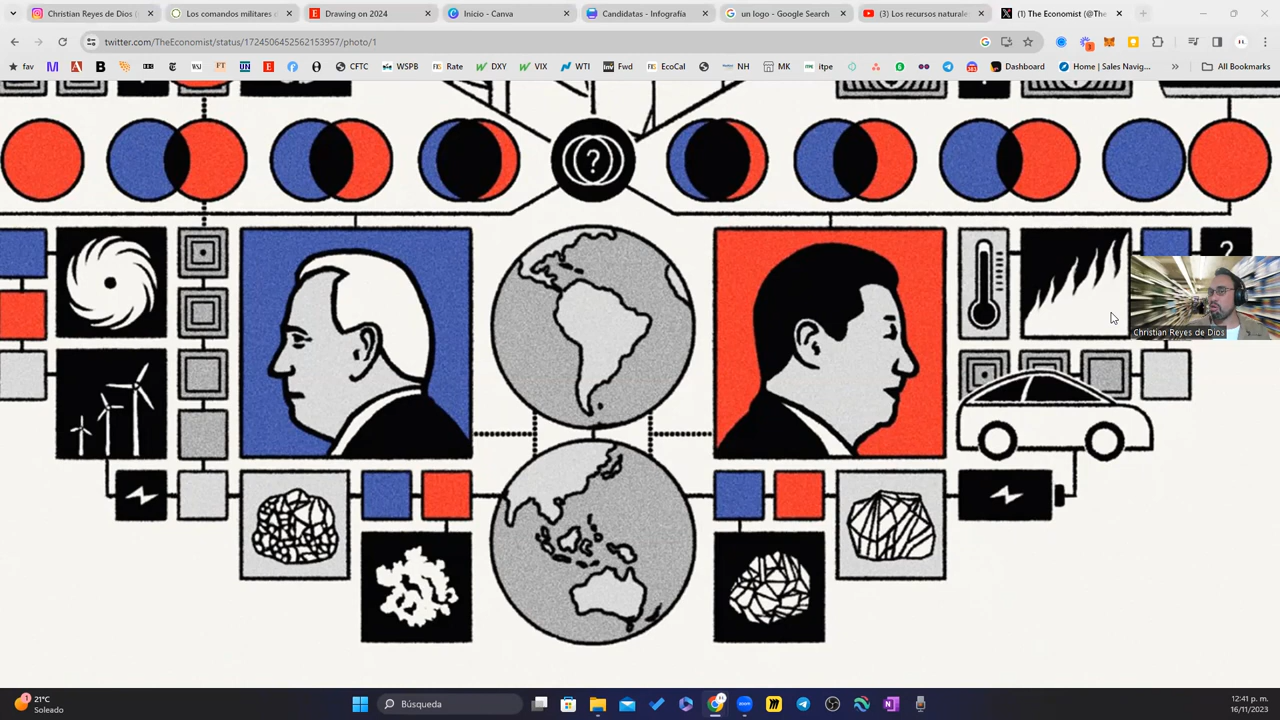 Christian Reyes de Dios (
Los comandos militares c
Drawing on 2024
Inicio - Canva
Candidatas - Infografía
un logo - Google Search
(3) Los recursos naturale
(1) The Economist (@The
twitter.com/TheEconomist/status/1724506452562153957/photo/1
fav
CFTC
WSPB
Rate
DXY
VIX
WTI
Fwd
EcoCal
NH
MK
itpe
Dashboard
Home | Sales Navig...
All Bookmarks
?
?
Christian Reyes de Dios
21°C
Soleado
Búsqueda
12:41 p. m.
16/11/2023